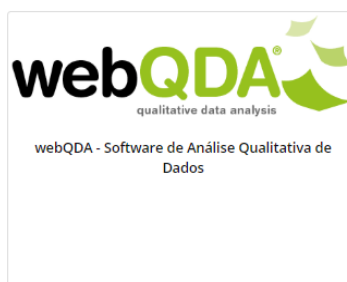 webQDA®
qualitative data analysis
webQDA - Software de Análise Qualitativa de
Dados